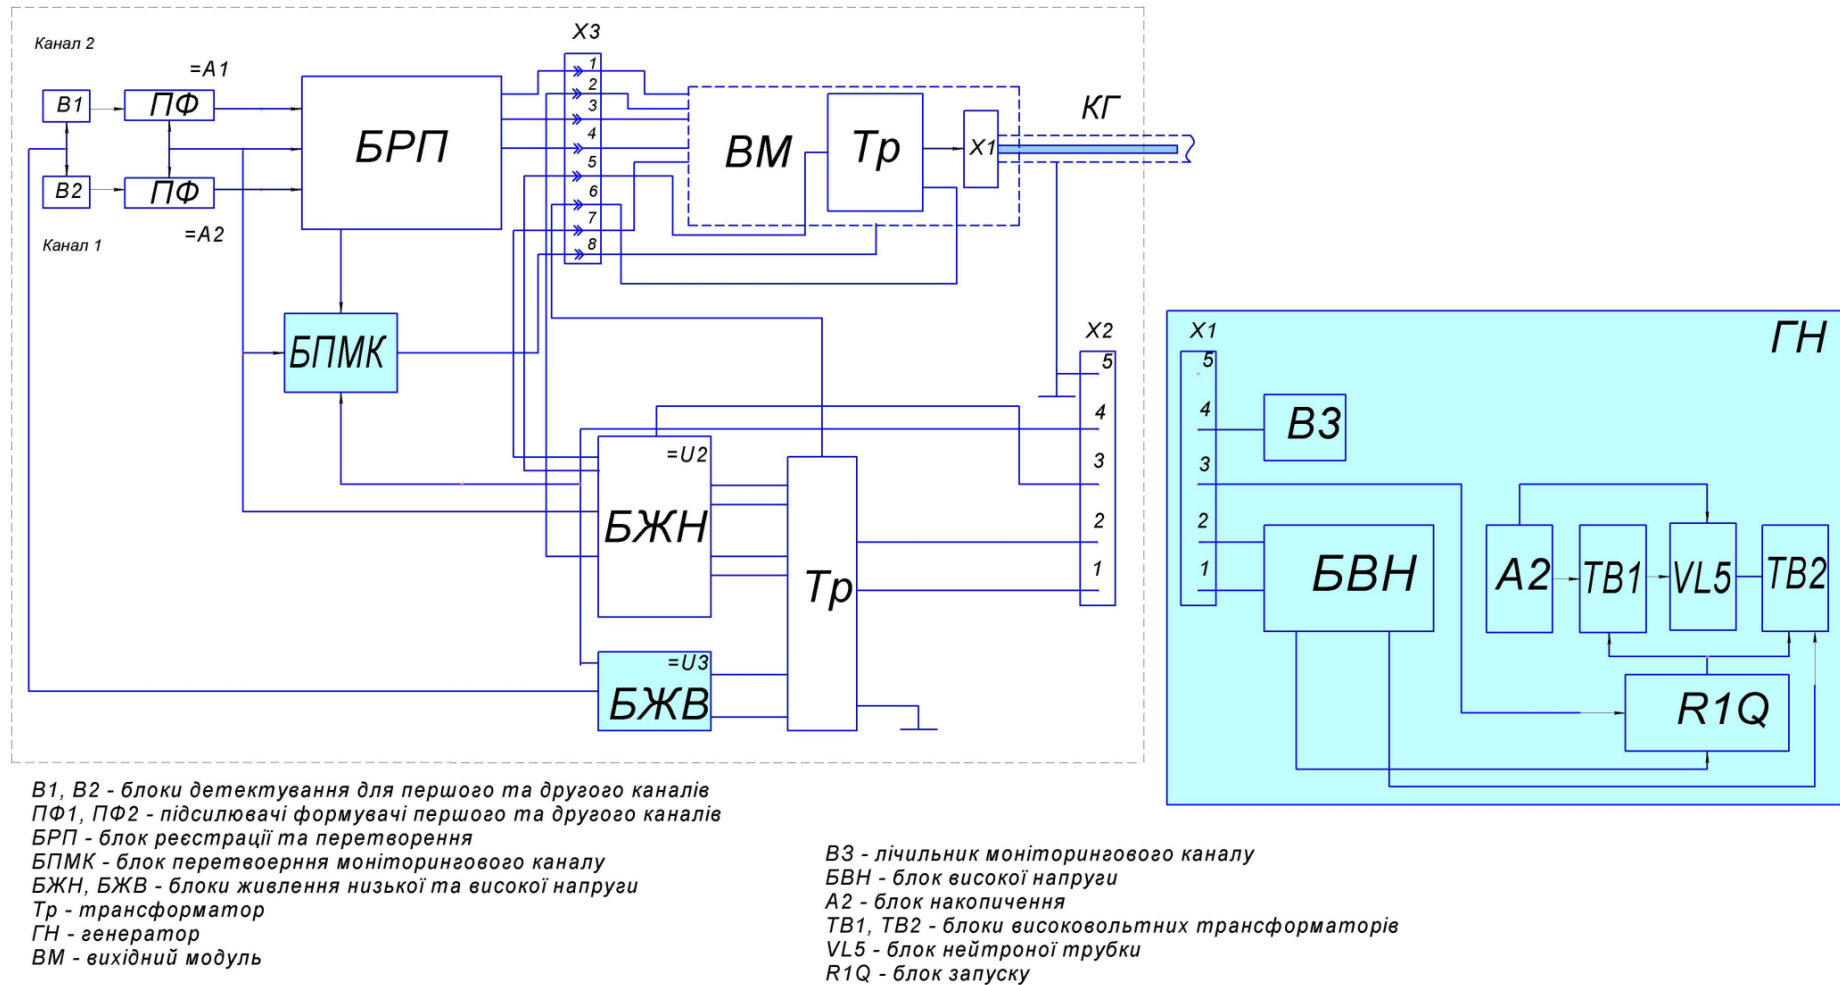 Канал 2
=А1
В1
ПФ
БРП
В2
ПФ
=А2
Канал 1
БПМК
Х3
1
2
3
4
5
6
7
8
ВМ
Тр
Х1
КГ
=U2
БЖН
=U3
БЖВ
Тр
Х2
5
4
3
2
1
ГН
Х1
5
4
3
2
1
В3
БВН
А2
ТВ1
VL5
ТВ2
R1Q
В1, В2 - блоки детектування для першого та другого каналів
ПФ1, ПФ2 - підсилювачі формувачі першого та другого каналів
БРП - блок реєстрації та перетворення
БПМК - блок перетвоерння моніторингового каналу
БЖН, БЖВ - блоки живлення низької та високої напруги
Тр - трансформатор
ГН - генератор
ВМ - вихідний модуль
В3 - лічильник моніторингового каналу
БВН - блок високої напруги
А2 - блок накопичення
ТВ1, ТВ2 - блоки високовольтних трансформаторів
VL5 - блок нейтроної трубки
R1Q - блок запуску